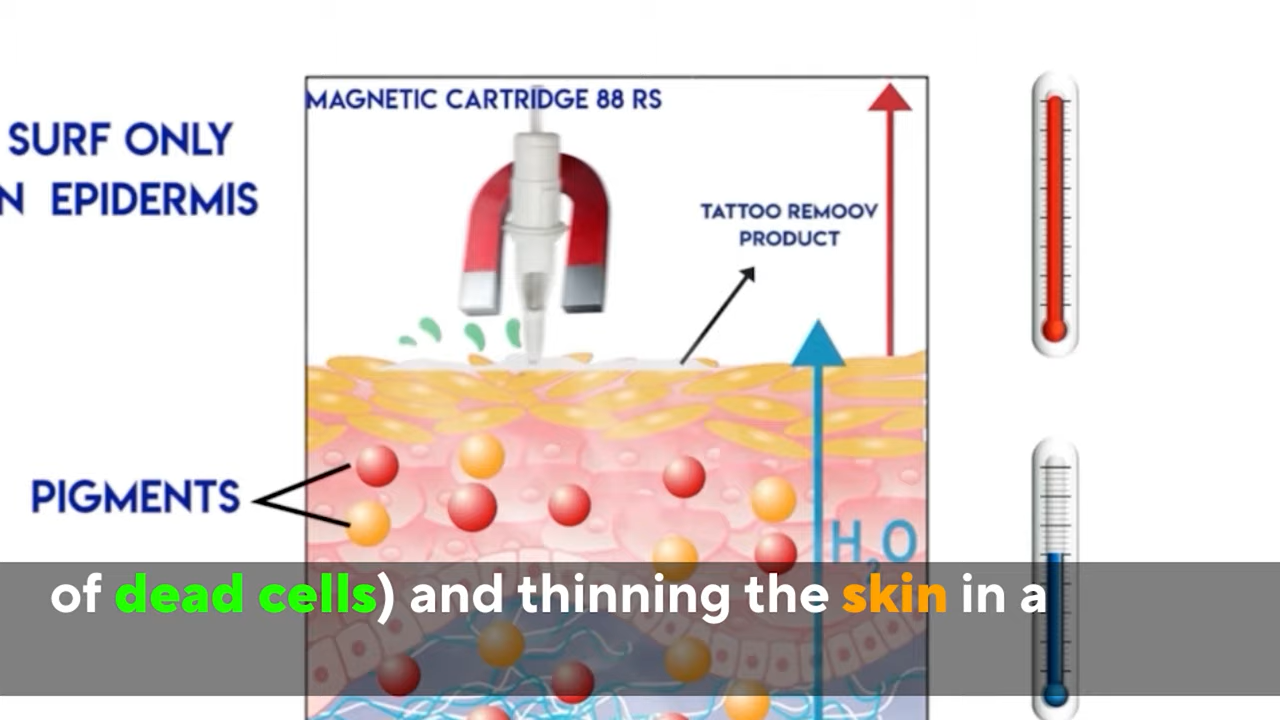 MAGNETIC CARTRIDGE 88 RS
SURF ONLY
N EPIDERMIS
TATTOO REMOOV
PRODUCT
PIGMENTS
H2O
of dead cells) and thinning the skin in a